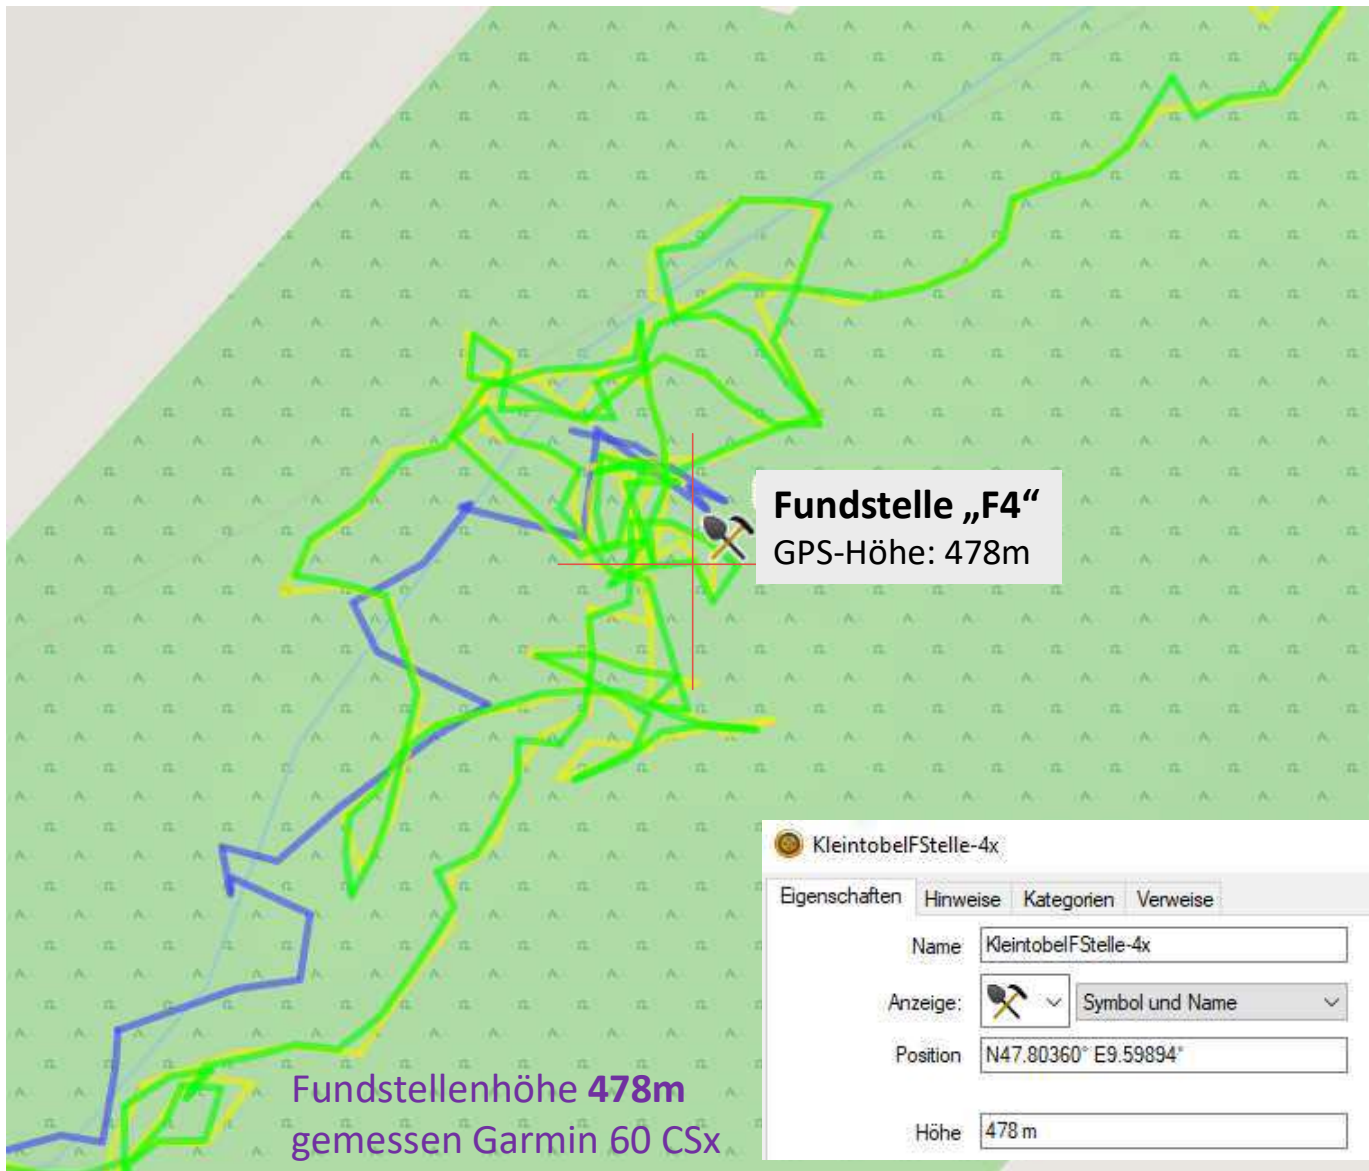 Fundstelle „F4“
GPS-Höhe: 478m
KleintobelFStelle-4x
Eigenschaften Hinweise Kategorien Verweise
Name KleintobelFStelle-4x
Anzeige: Symbol und Name
Position N47.80360° E9.59894°
Höhe 478 m
Fundstellenhöhe 478m
gemessen Garmin 60 CSx